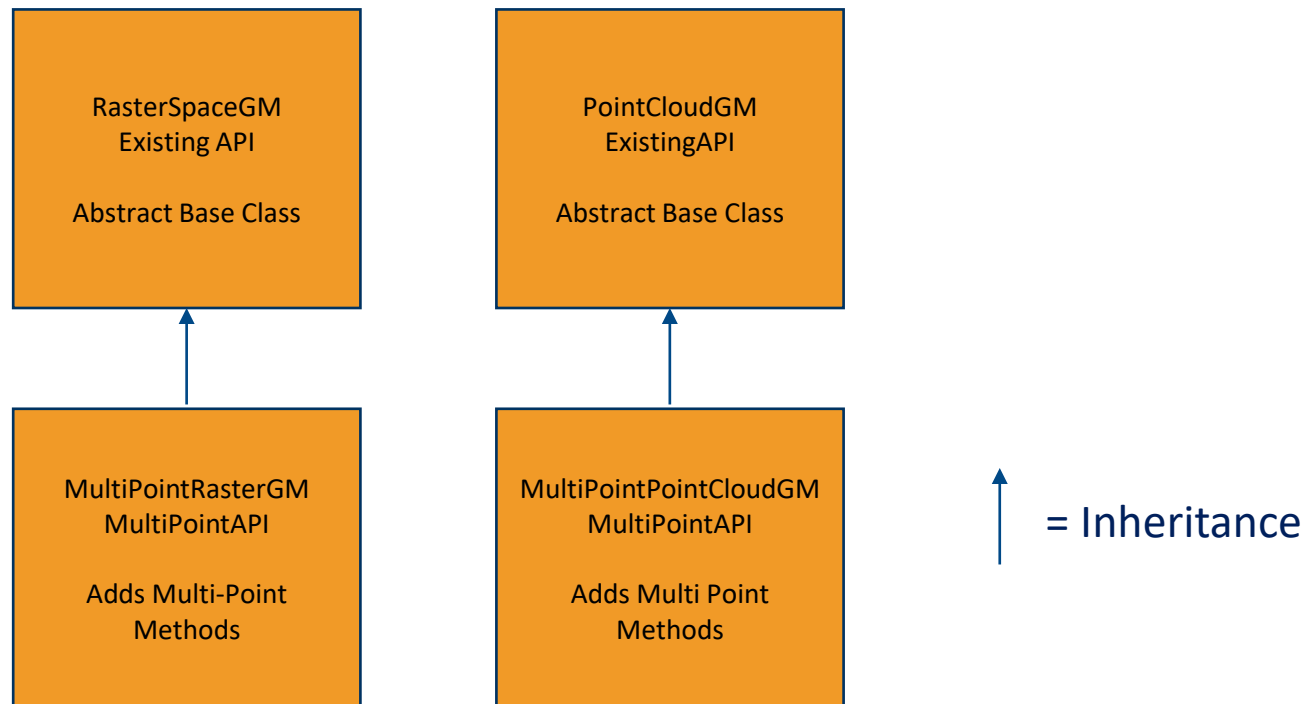 RasterSpaceGM
Existing API
Abstract Base Class
PointCloudGM
ExistingAPI
Abstract Base Class
MultiPointRasterGM
MultiPointAPI
Adds Multi-Point
Methods
MultiPointPointCloudGM
MultiPointAPI
Adds Multi Point
Methods
= Inheritance